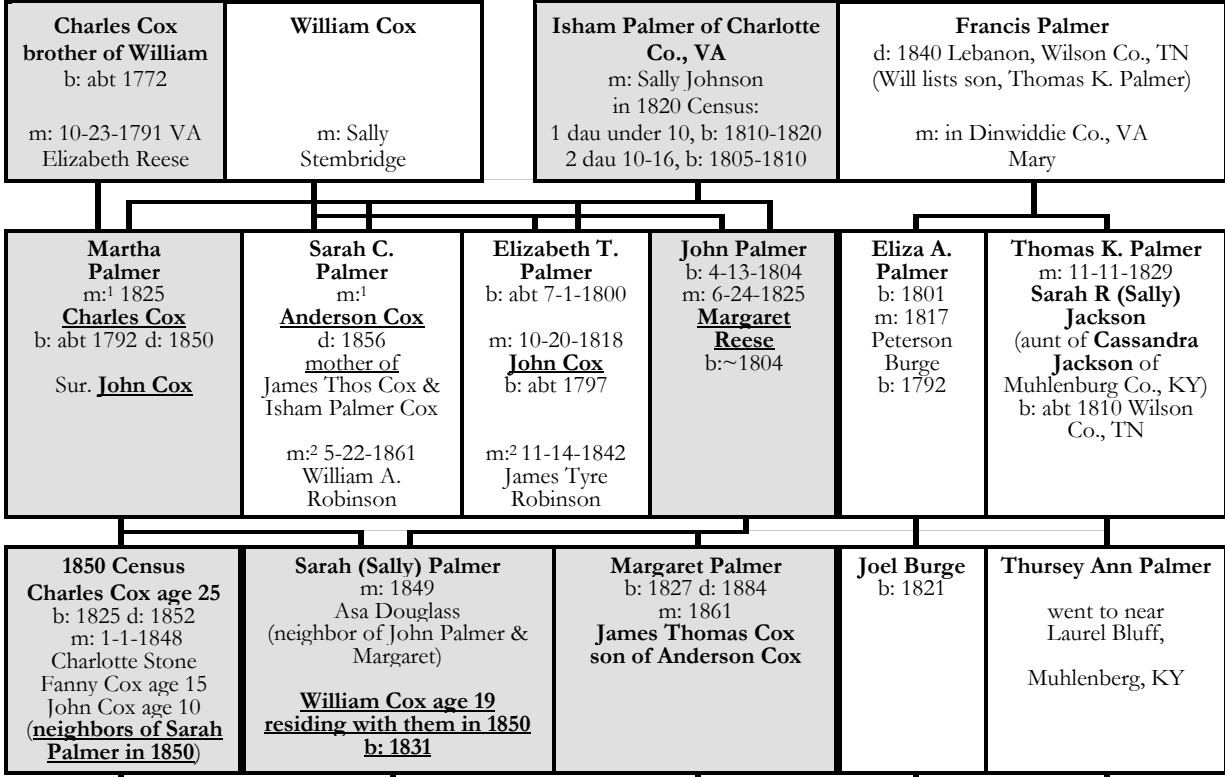 Charles Cox
brother of William
b: abt 1772
m: 10-23-1791 VA
Elizabeth Reese
William Cox
m: Sally
Stembridge
Isham Palmer of Charlotte
Co., VA
m: Sally Johnson
in 1820 Census:
1 dau under 10, b: 1810-1820
2 dau 10-16, b: 1805-1810
Francis Palmer
d: 1840 Lebanon, Wilson Co., TN
(Will lists son, Thomas K. Palmer)
m: in Dinwiddie Co., VA
Mary
Martha
Palmer
m:¹ 1825
Charles Cox
b: abt 1792 d: 1850
Sur. John Cox
Sarah C.
Palmer
m:¹
Anderson Cox
d: 1856
mother of
James Thos Cox &
Isham Palmer Cox
m:² 5-22-1861
William A.
Robinson
Elizabeth T.
Palmer
b: abt 7-1-1800
m: 10-20-1818
John Cox
b: abt 1797
m:² 11-14-1842
James Tyre
Robinson
John Palmer
b: 4-13-1804
m: 6-24-1825
Margaret
Reese
b:~1804
Eliza A.
Palmer
b: 1801
m: 1817
Peterson
Burge
b: 1792
Thomas K. Palmer
m: 11-11-1829
Sarah R (Sally)
Jackson
(aunt of Cassandra
Jackson of
Muhlenburg Co., KY)
b: abt 1810 Wilson
Co., TN
1850 Census
Charles Cox age 25
b: 1825 d: 1852
m: 1-1-1848
Charlotte Stone
Fanny Cox age 15
John Cox age 10
(neighbors of Sarah
Palmer in 1850)
Sarah (Sally) Palmer
m: 1849
Asa Douglass
(neighbor of John Palmer &
Margaret)
William Cox age 19
residing with them in 1850
b: 1831
Margaret Palmer
b: 1827 d: 1884
m: 1861
James Thomas Cox
son of Anderson Cox
Joel Burge
b: 1821
Thursey Ann Palmer
went to near
Laurel Bluff,
Muhlenberg, KY